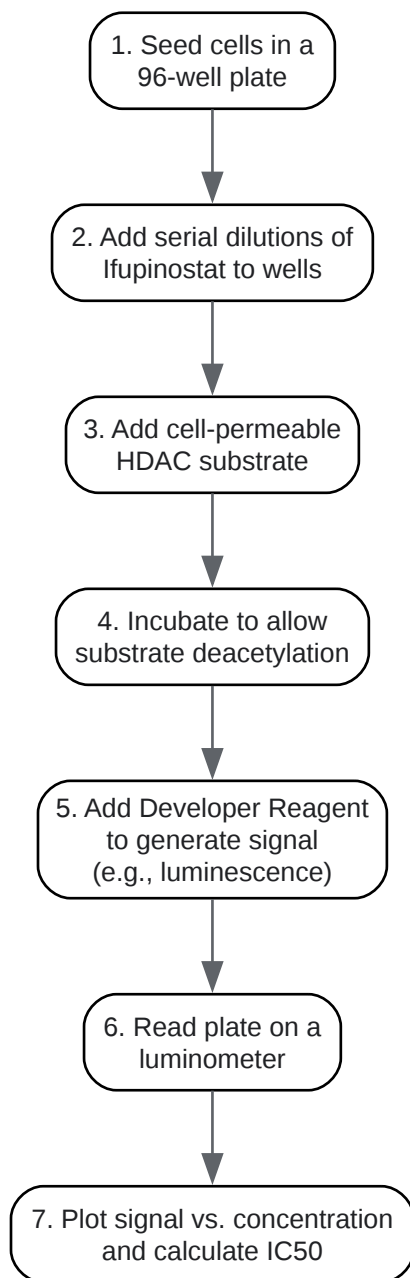 1. Seed cells in a
96-well plate
2. Add serial dilutions of
Ifupinostat to wells
3. Add cell-permeable
HDAC substrate
4. Incubate to allow
substrate deacetylation
5. Add Developer Reagent
to generate signal
(e.g., luminescence)
6. Read plate on a
luminometer
7. Plot signal vs. concentration
and calculate IC50